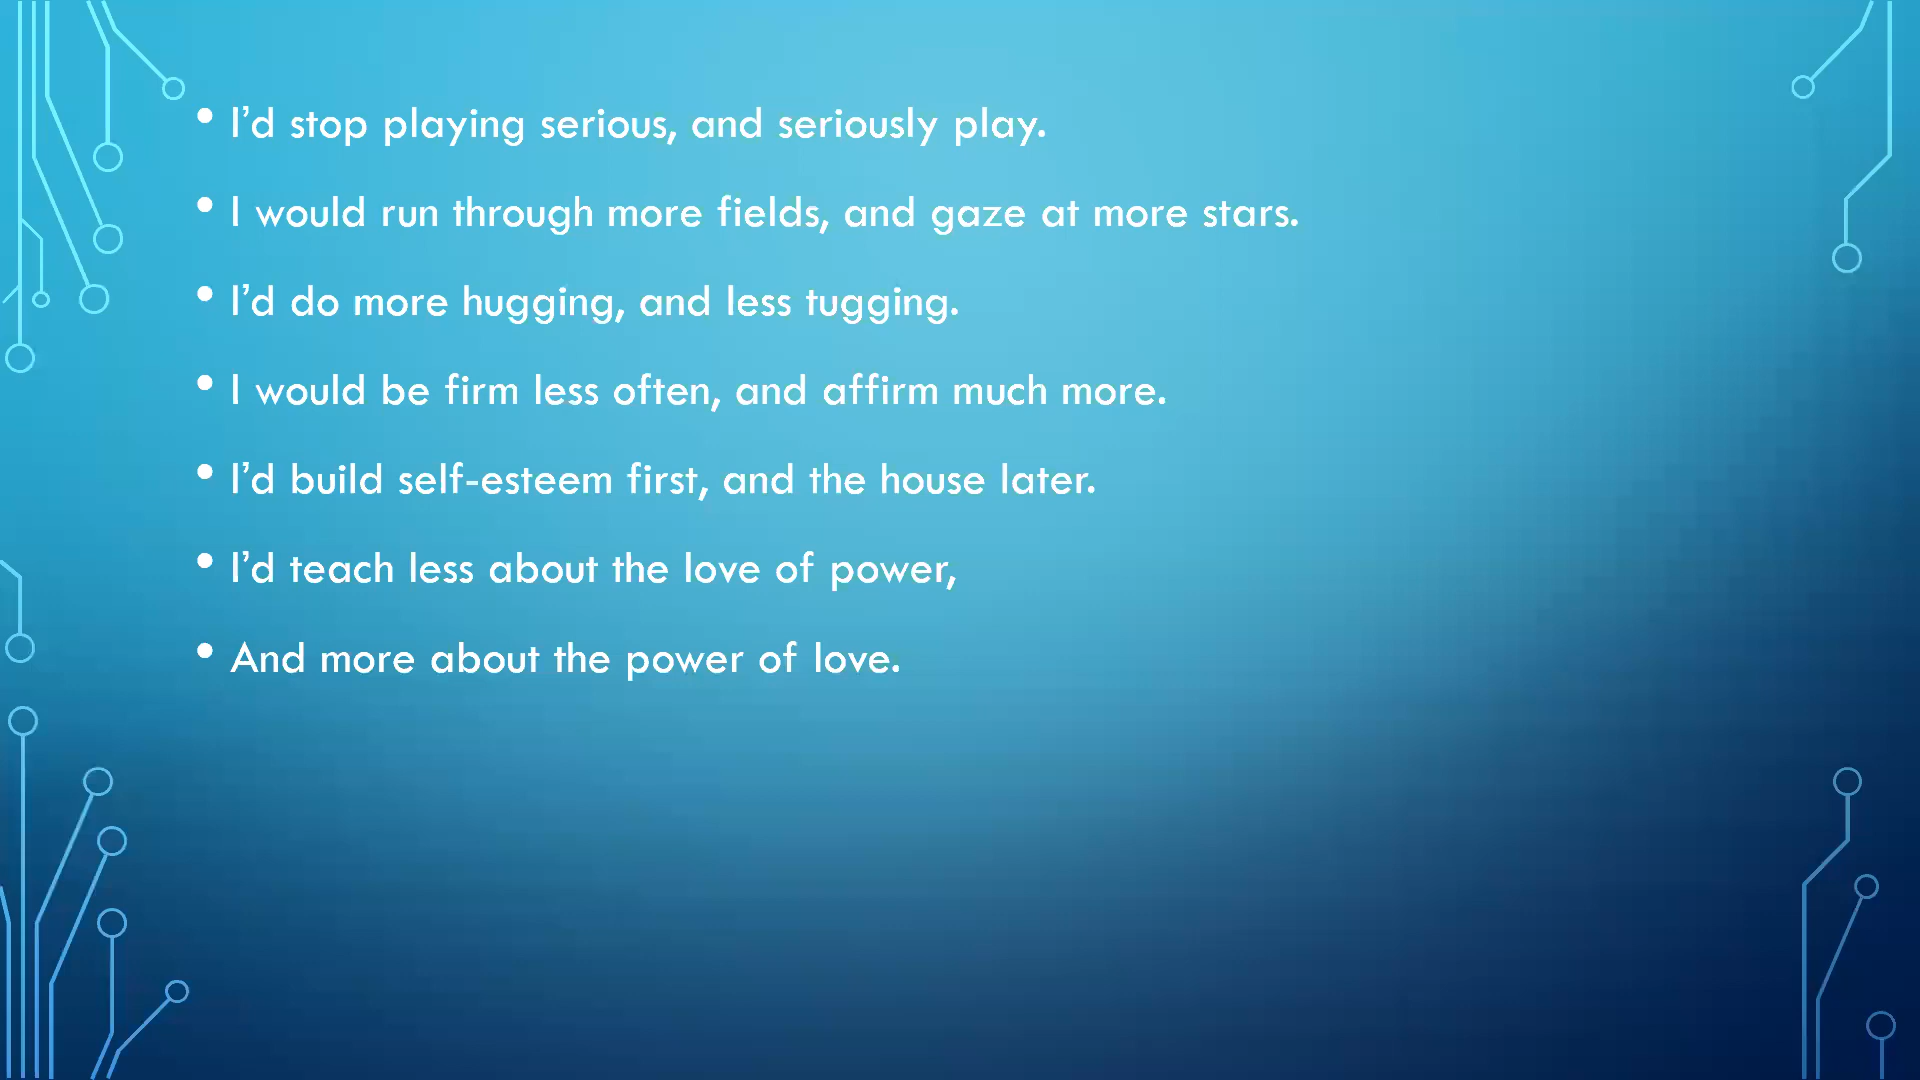 • I’d stop playing serious, and seriously play.
• I would run through more fields, and gaze at more stars.
• I’d do more hugging, and less tugging.
• I would be firm less often, and affirm much more.
• I’d build self-esteem first, and the house later.
• I’d teach less about the love of power,
• And more about the power of love.